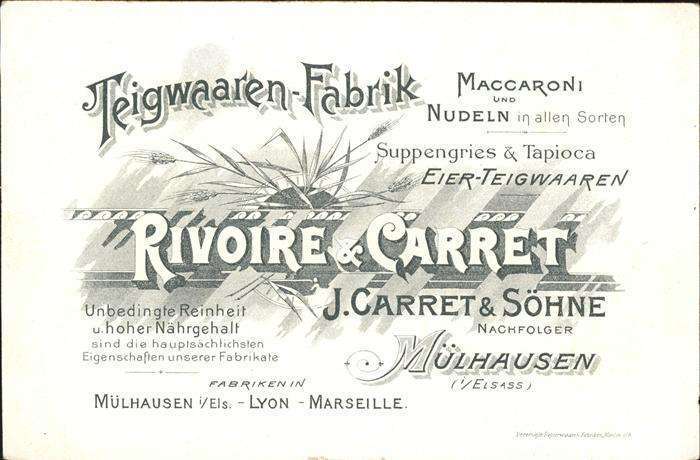 Teigwaaren-Fabrik
MACCARONI
UND
NUDELN in allen Sorten
Suppengries & Tapioca
EIER-TEIGWAAREN
RIVOIRE & CARRET
J. CARRET & SÖHNE
NACHFOLGER
MÜLHAUSEN
(i/ELSASS)
Unbedingte Reinheit
u. hoher Nährgehalt
sind die hauptsächlichsten
Eigenschaften unserer Fabrikate
FABRIKEN IN
MÜLHAUSEN i/Els. - LYON - MARSEILLE.